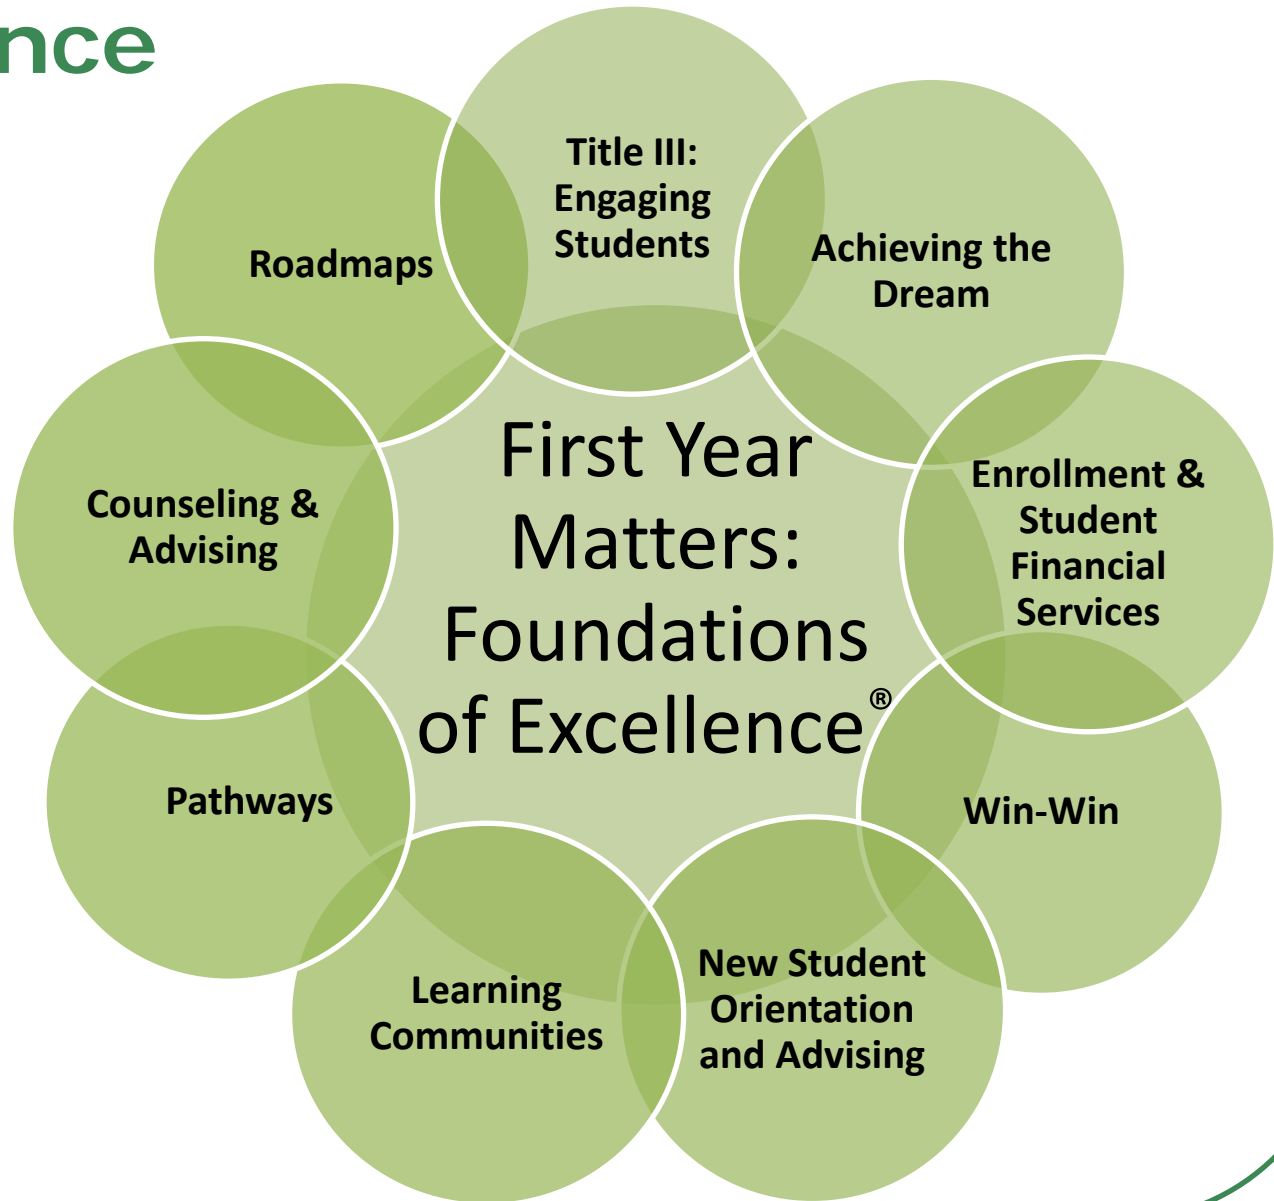 nce
Title III:
Engaging
Students
Achieving the
Dream
Enrollment &
Student
Financial
Services
Win-Win
New Student
Orientation
and Advising
Learning
Communities
Pathways
Counseling &
Advising
Roadmaps
First Year
Matters:
Foundations
of Excellence®